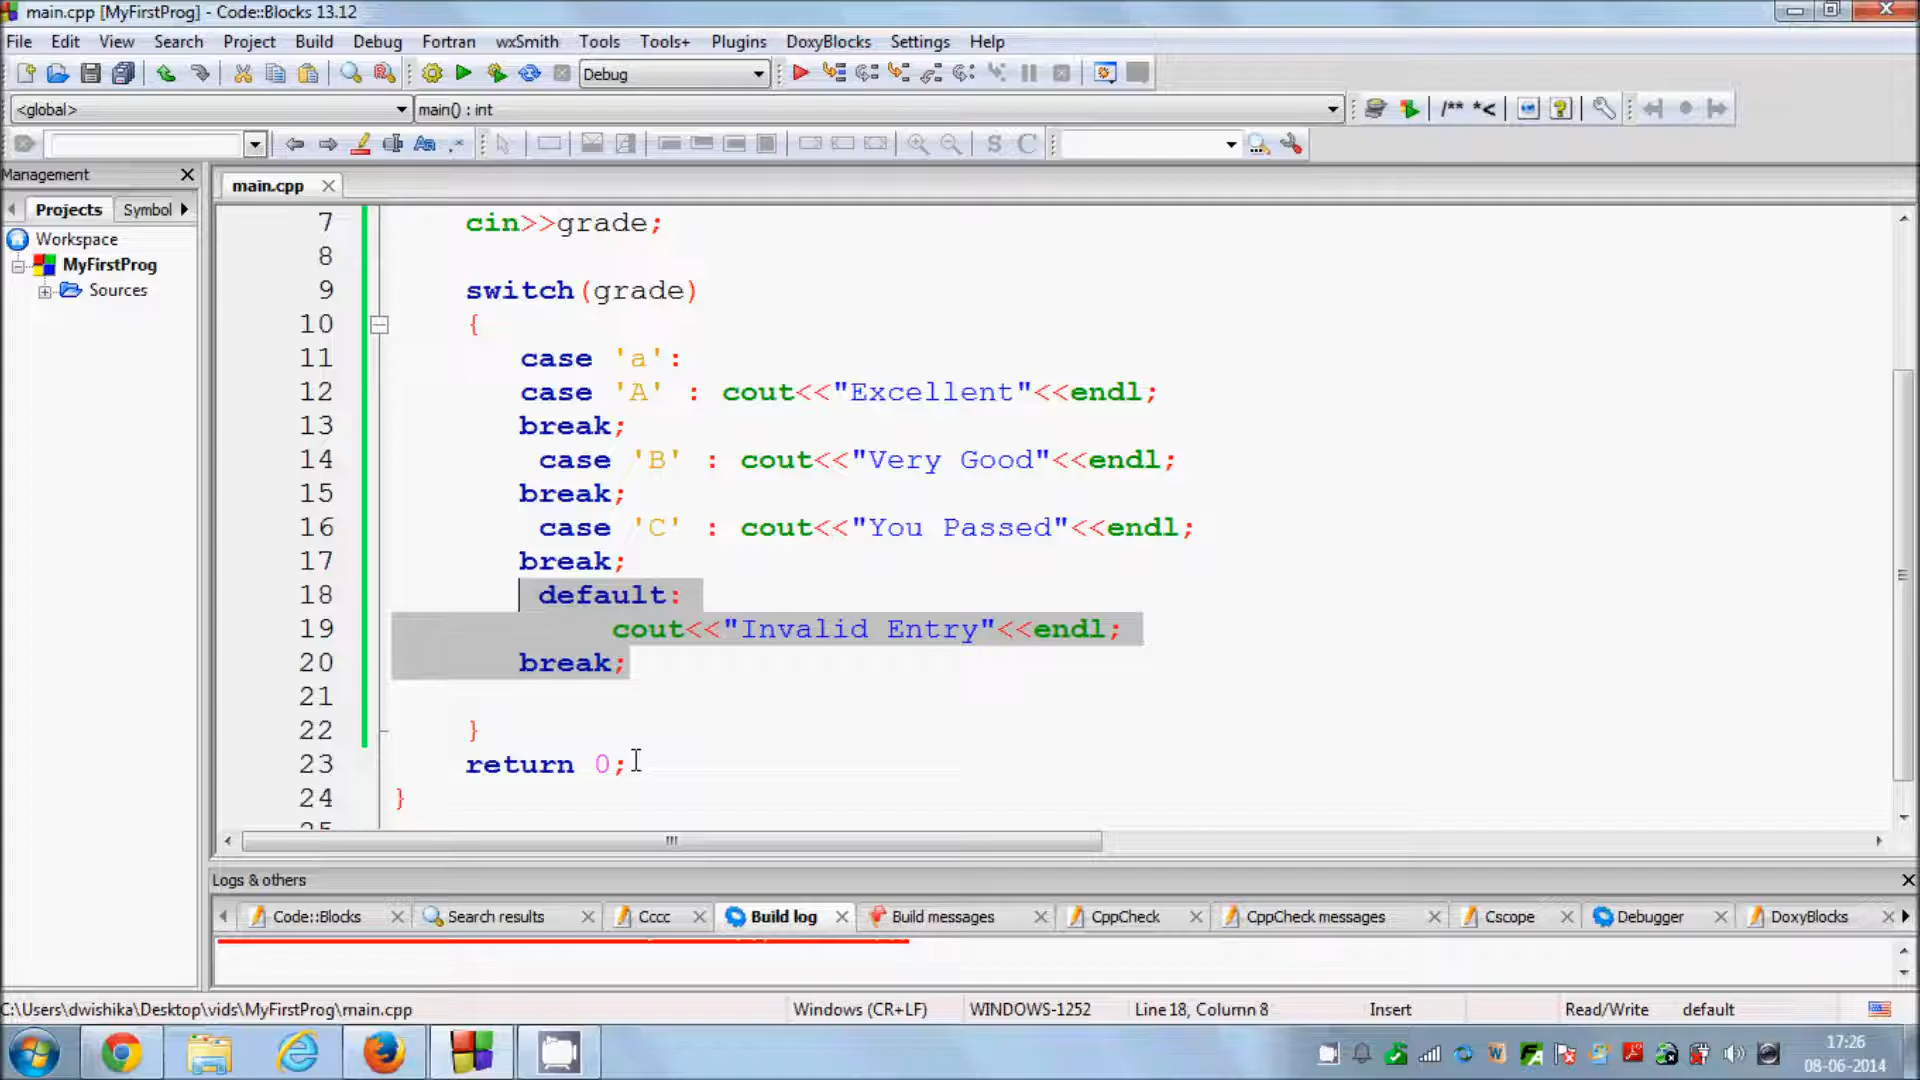 main.cpp [MyFirstProg] - Code::Blocks 13.12
File Edit View Search Project Build Debug Fortran wxSmith Tools Tools+ Plugins DoxyBlocks Settings Help
Debug
<global> main() : int /** *<
Aa .* S C
Management
main.cpp
Projects Symbol
Workspace
MyFirstProg
Sources
7 cin>>grade;
8
9 switch(grade)
10 {
11 case 'a':
12 case 'A' : cout<<"Excellent"<<endl;
13 break;
14 case 'B' : cout<<"Very Good"<<endl;
15 break;
16 case 'C' : cout<<"You Passed"<<endl;
17 break;
18 default:
19 cout<<"Invalid Entry"<<endl;
20 break;
21
22 }
23 return 0;
24 }
25
Logs & others
Code::Blocks Search results Cccc Build log Build messages CppCheck CppCheck messages Cscope Debugger DoxyBlocks
C:\Users\dwishika\Desktop\vids\MyFirstProg\main.cpp Windows (CR+LF) WINDOWS-1252 Line 18, Column 8 Insert Read/Write default
17:26
08-06-2014